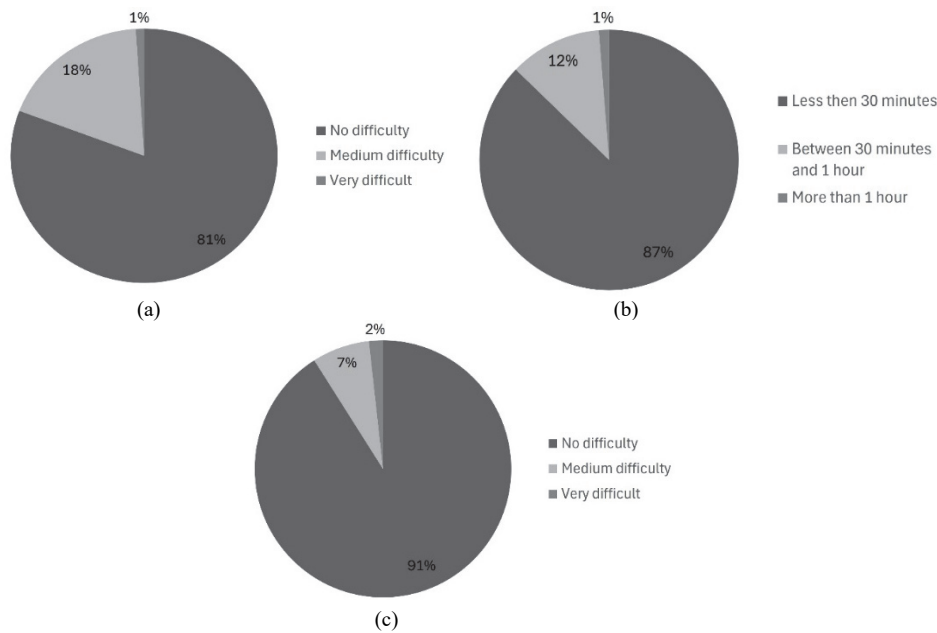 1%
18%
81%
No difficulty
Medium difficulty
Very difficult
(a)
1%
12%
87%
Less then 30 minutes
Between 30 minutes
and 1 hour
More than 1 hour
(b)
2%
7%
91%
No difficulty
Medium difficulty
Very difficult
(c)